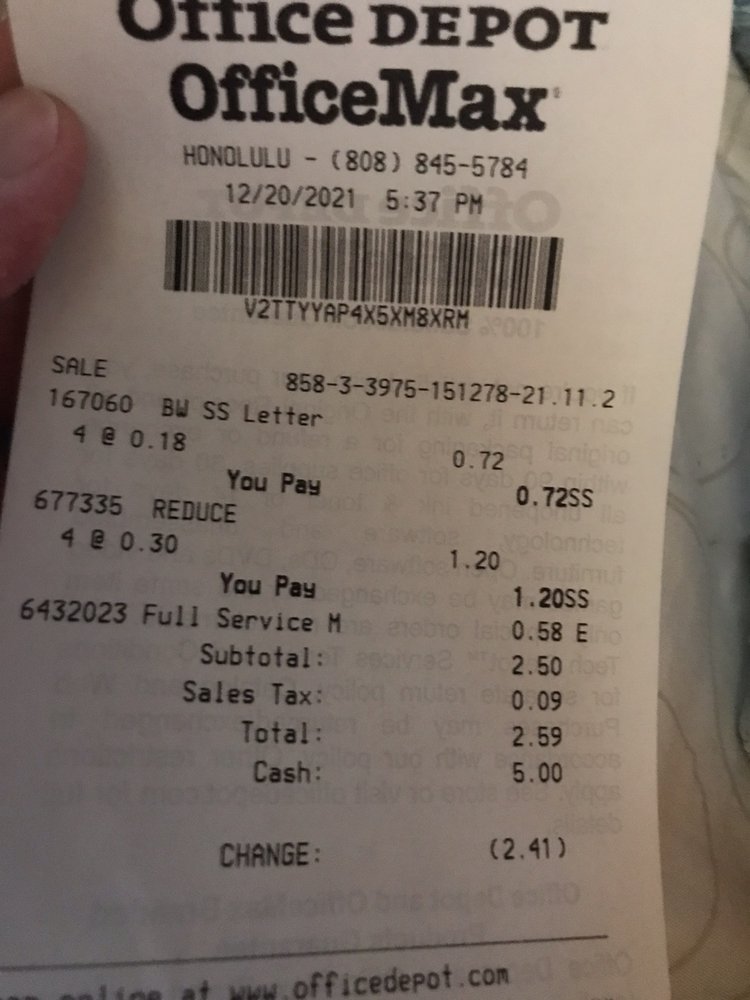 Office DEPOT
OfficeMax
HONOLULU - (808) 845-5784
12/20/2021 5:37 PM
V2TTYYAP4X5XM8XRM
SALE 858-3-3975-151278-21.11.2
167060 BW SS Letter
4 @ 0.18 0.72
You Pay 0.72SS
677335 REDUCE
4 @ 0.30 1.20
You Pay 1.20SS
6432023 Full Service M 0.58 E
Subtotal: 2.50
Sales Tax: 0.09
Total: 2.59
Cash: 5.00
CHANGE: (2.41)
online at www.officedepot.com